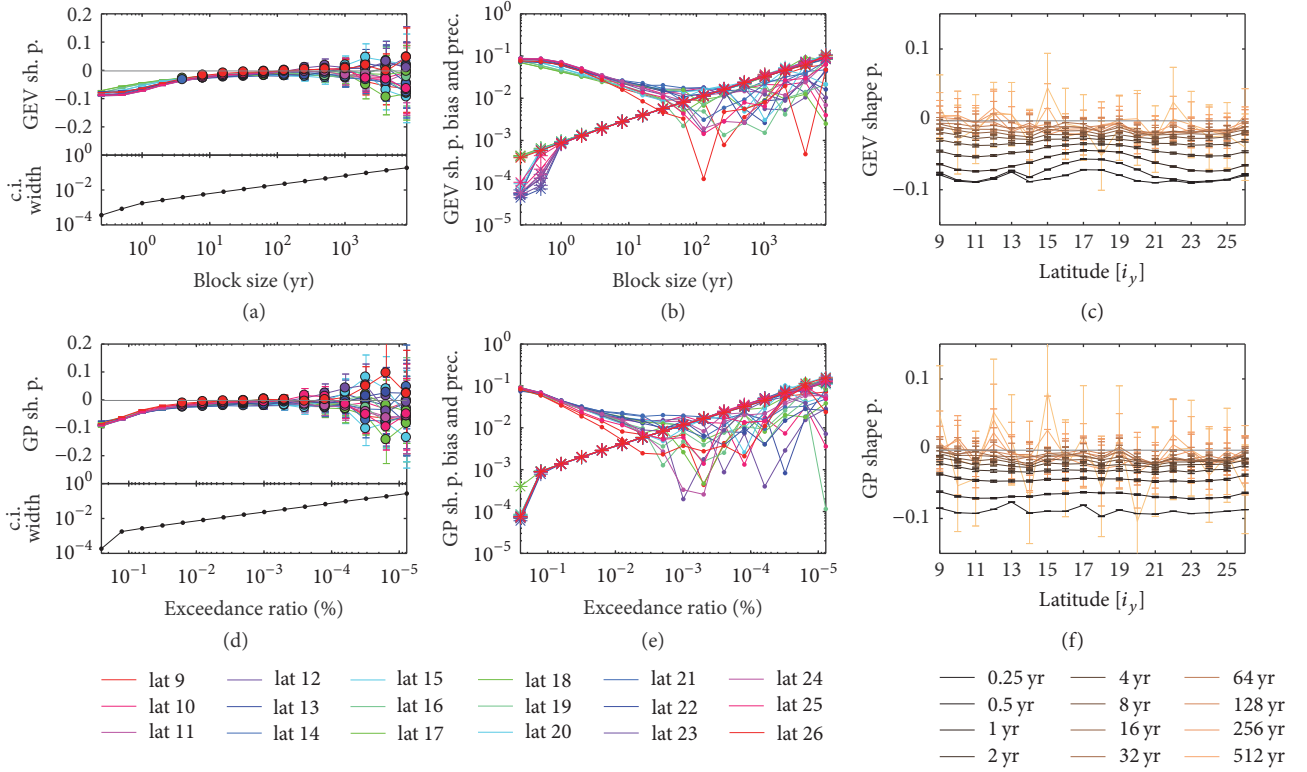 0.2
0.1
0
−0.1
−0.2
10^0
10^−2
10^−4
GEV sh. p.
c.i.
width
10^0
10^1
10^2
10^3
Block size (yr)
(a)
10^0
10^−1
10^−2
10^−3
10^−4
10^−5
GEV sh. p. bias and prec.
10^0
10^1
10^2
10^3
Block size (yr)
(b)
0.1
0
−0.1
GEV shape p.
9 11 13 15 17 19 21 23 25
Latitude [i_y]
(c)
0.2
0.1
0
−0.1
−0.2
10^0
10^−2
10^−4
GP sh. p.
c.i.
width
10^−1
10^−2
10^−3
10^−4
10^−5
Exceedance ratio (%)
(d)
10^0
10^−1
10^−2
10^−3
10^−4
10^−5
GP sh. p. bias and prec.
10^−1
10^−2
10^−3
10^−4
10^−5
Exceedance ratio (%)
(e)
0.1
0
−0.1
GP shape p.
9 11 13 15 17 19 21 23 25
Latitude [i_y]
(f)
lat 9
lat 10
lat 11
lat 12
lat 13
lat 14
lat 15
lat 16
lat 17
lat 18
lat 19
lat 20
lat 21
lat 22
lat 23
lat 24
lat 25
lat 26
0.25 yr
0.5 yr
1 yr
2 yr
4 yr
8 yr
16 yr
32 yr
64 yr
128 yr
256 yr
512 yr